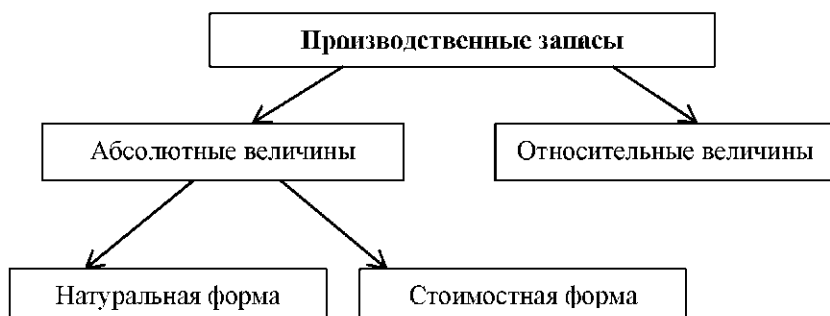 Производственные запасы
Абсолютные величины
Относительные величины
Натуральная форма
Стоимостная форма